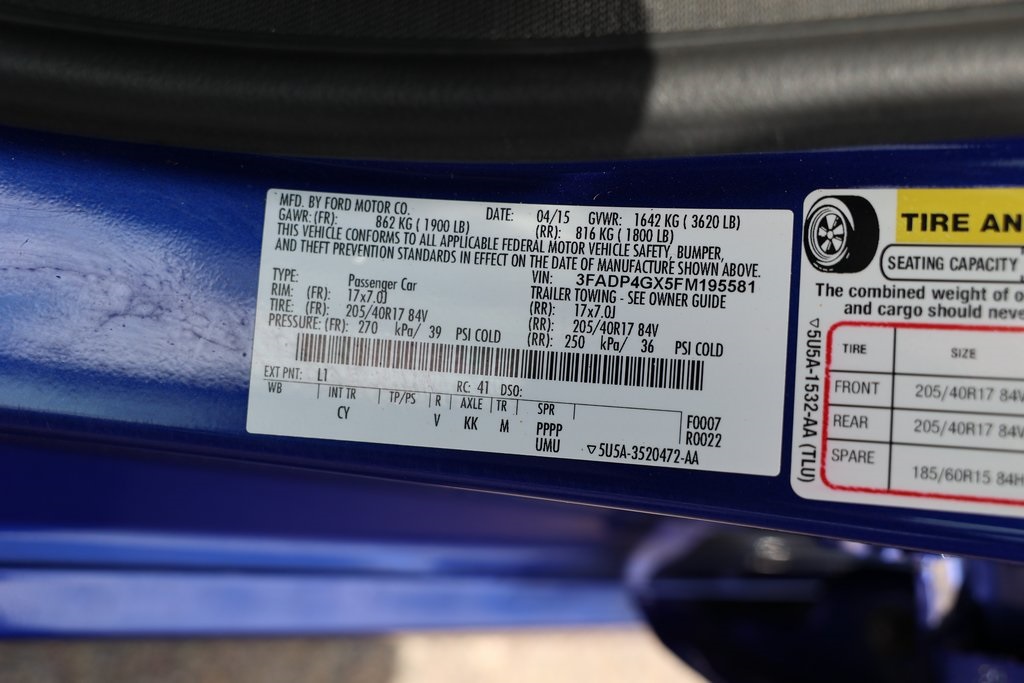 MFD. BY FORD MOTOR CO. DATE: 04/15 GVWR: 1642 KG ( 3620 LB)
GAWR: (FR): 862 KG ( 1900 LB) (RR): 816 KG ( 1800 LB)
THIS VEHICLE CONFORMS TO ALL APPLICABLE FEDERAL MOTOR VEHICLE SAFETY, BUMPER,
AND THEFT PREVENTION STANDARDS IN EFFECT ON THE DATE OF MANUFACTURE SHOWN ABOVE.
VIN: 3FADP4GX5FM195581
TYPE: Passenger Car TRAILER TOWING - SEE OWNER GUIDE
RIM: (FR): 17x7.0J (RR): 17x7.0J
TIRE: (FR): 205/40R17 84V (RR): 205/40R17 84V
PRESSURE: (FR): 270 kPa/ 39 PSI COLD (RR): 250 kPa/ 36 PSI COLD
EXT PNT: L1 RC: 41 DSO:
WB INT TR TP/PS R AXLE TR SPR F0007
CY V KK M PPPP R0022
UMU ▽5U5A-3520472-AA
TIRE AN
SEATING CAPACITY
The combined weight of o
and cargo should neve
▽5U5A-1532-AA (TLU)
TIRE SIZE
FRONT 205/40R17 84V
REAR 205/40R17 84V
SPARE 185/60R15 84H